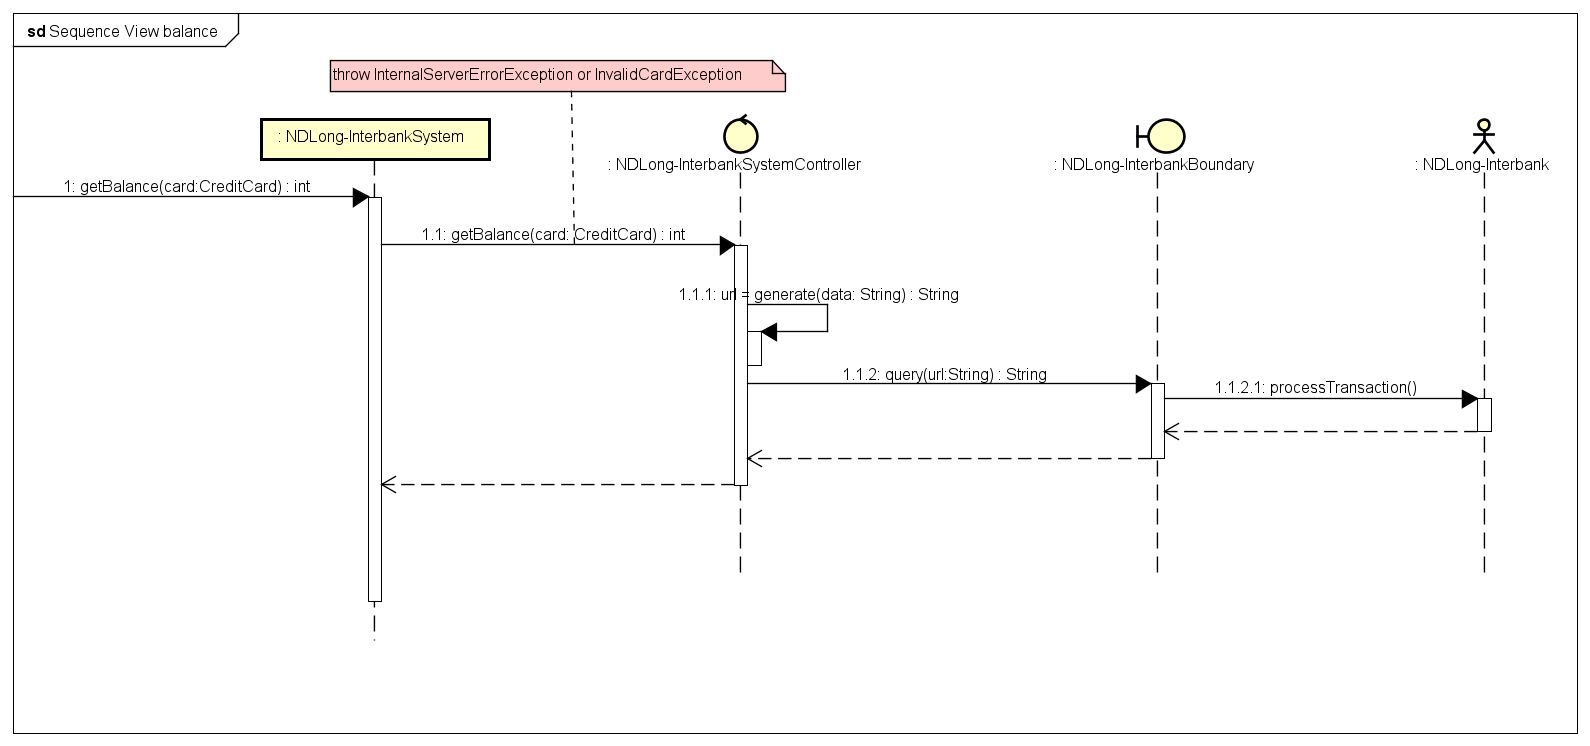 sd Sequence View balance
throw InternalServerErrorException or InvalidCardException
: NDLong-InterbankSystem
: NDLong-InterbankSystemController
: NDLong-InterbankBoundary
: NDLong-Interbank
1: getBalance(card:CreditCard) : int
1.1: getBalance(card: CreditCard) : int
1.1.1: url = generate(data: String) : String
1.1.2: query(url:String) : String
1.1.2.1: processTransaction()